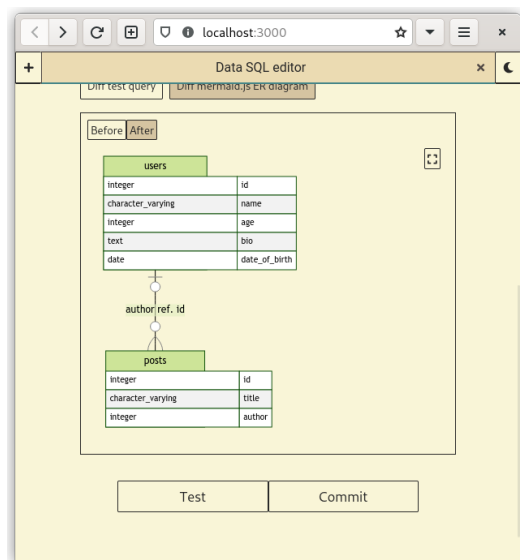 localhost:3000
Data SQL editor
Diff test query Diff mermaid.js ER diagram
Before After
users
integer id
character_varying name
integer age
text bio
date date_of_birth
author ref. id
posts
integer id
character_varying title
integer author
Test Commit